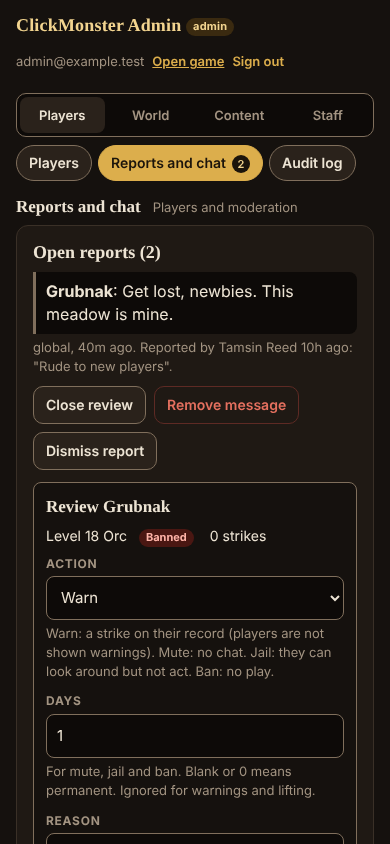 ClickMonster Admin admin
admin@example.test Open game Sign out
Players World Content Staff
Players Reports and chat 2 Audit log
Reports and chat Players and moderation
Open reports (2)
Grubnak: Get lost, newbies. This
meadow is mine.
global, 40m ago. Reported by Tamsin Reed 10h ago:
"Rude to new players".
Close review Remove message
Dismiss report
Review Grubnak
Level 18 Orc Banned 0 strikes
ACTION
Warn
Warn: a strike on their record (players are not
shown warnings). Mute: no chat. Jail: they can
look around but not act. Ban: no play.
DAYS
1
For mute, jail and ban. Blank or 0 means
permanent. Ignored for warnings and lifting.
REASON